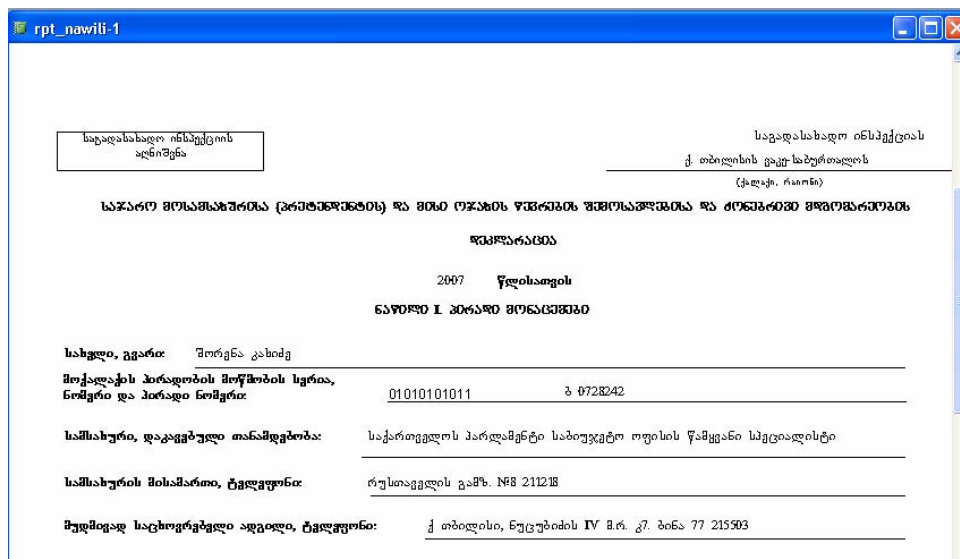 rpt_nawili-1
საგადასახადო ინსპექციის
აღნიშვნა
საგადასახადო ინსპექციას
ქ. თბილისის ვაკე-საბურთალოს
(ქალაქი, რაიონი)
საჯარო მოსამსახურისა (პრეტენდენტის) და მისი ოჯახის წევრების შემოსავლებისა და ქონებრივი მდგომარეობის
დეკლარაცია
2007 წლისათვის
ნაწილი I. პირადი მონაცემები
სახელი, გვარი: შორენა კახიძე
მოქალაქის პირადობის მოწმობის სერია,
ნომერი და პირადი ნომერი: 01010101011 ბ 0728242
სამსახური, დაკავებული თანამდებობა: საქართველოს პარლამენტი საბიუჯეტო ოფისის წამყვანი სპეციალისტი
სამსახურის მისამართი, ტელეფონი: რუსთაველის გამზ. №8 211218
მუდმივად საცხოვრებელი ადგილი, ტელეფონი: ქ თბილისი, ნუცუბიძის IV მ.რ. კ7. ბინა 77 215503